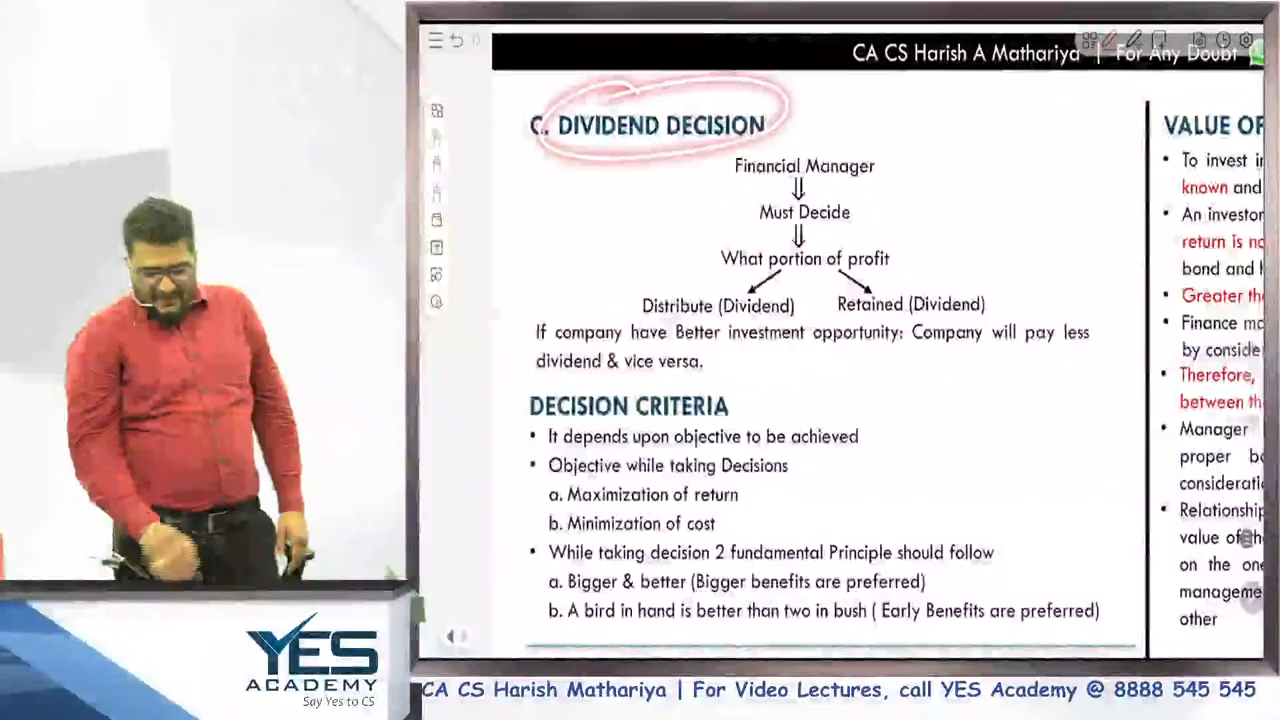 CA CS Harish A Mathariya | For Any Doubt
C. DIVIDEND DECISION
Financial Manager
Must Decide
What portion of profit
Distribute (Dividend) Retained (Dividend)
If company have Better investment opportunity: Company will pay less
dividend & vice versa.
DECISION CRITERIA
• It depends upon objective to be achieved
• Objective while taking Decisions
a. Maximization of return
b. Minimization of cost
• While taking decision 2 fundamental Principle should follow
a. Bigger & better (Bigger benefits are preferred)
b. A bird in hand is better than two in bush ( Early Benefits are preferred)
VALUE OF
• To invest in
known and
• An investor
return is no
bond and h
• Greater the
• Finance ma
by conside
• Therefore,
between th
• Manager
proper b
considerati
• Relationship
value of th
on the one
manageme
other
YES
ACADEMY
Say Yes to CS
CA CS Harish Mathariya | For Video Lectures, call YES Academy @ 8888 545 545